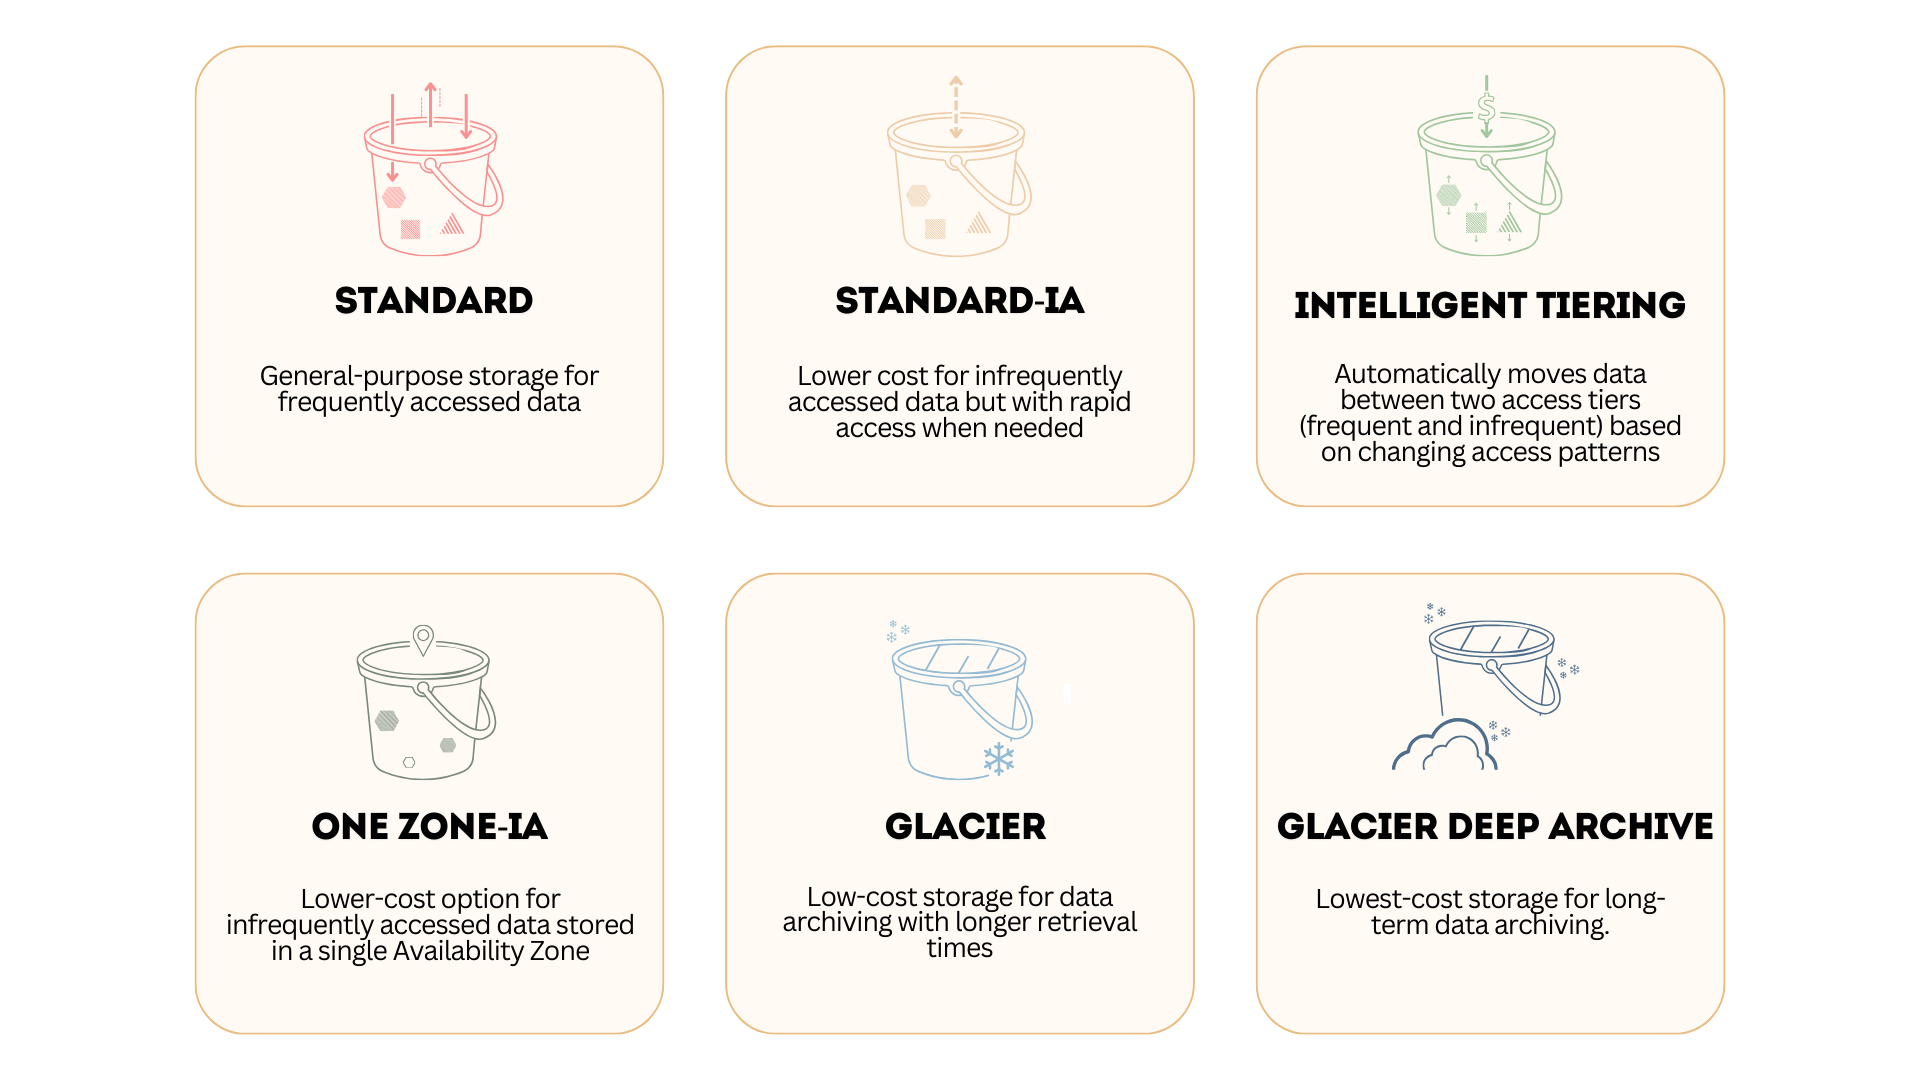 STANDARD
General-purpose storage for
frequently accessed data
STANDARD-IA
Lower cost for infrequently
accessed data but with rapid
access when needed
$
INTELLIGENT TIERING
Automatically moves data
between two access tiers
(frequent and infrequent) based
on changing access patterns
ONE ZONE-IA
Lower-cost option for
infrequently accessed data stored
in a single Availability Zone
GLACIER
Low-cost storage for data
archiving with longer retrieval
times
GLACIER DEEP ARCHIVE
Lowest-cost storage for long-
term data archiving.